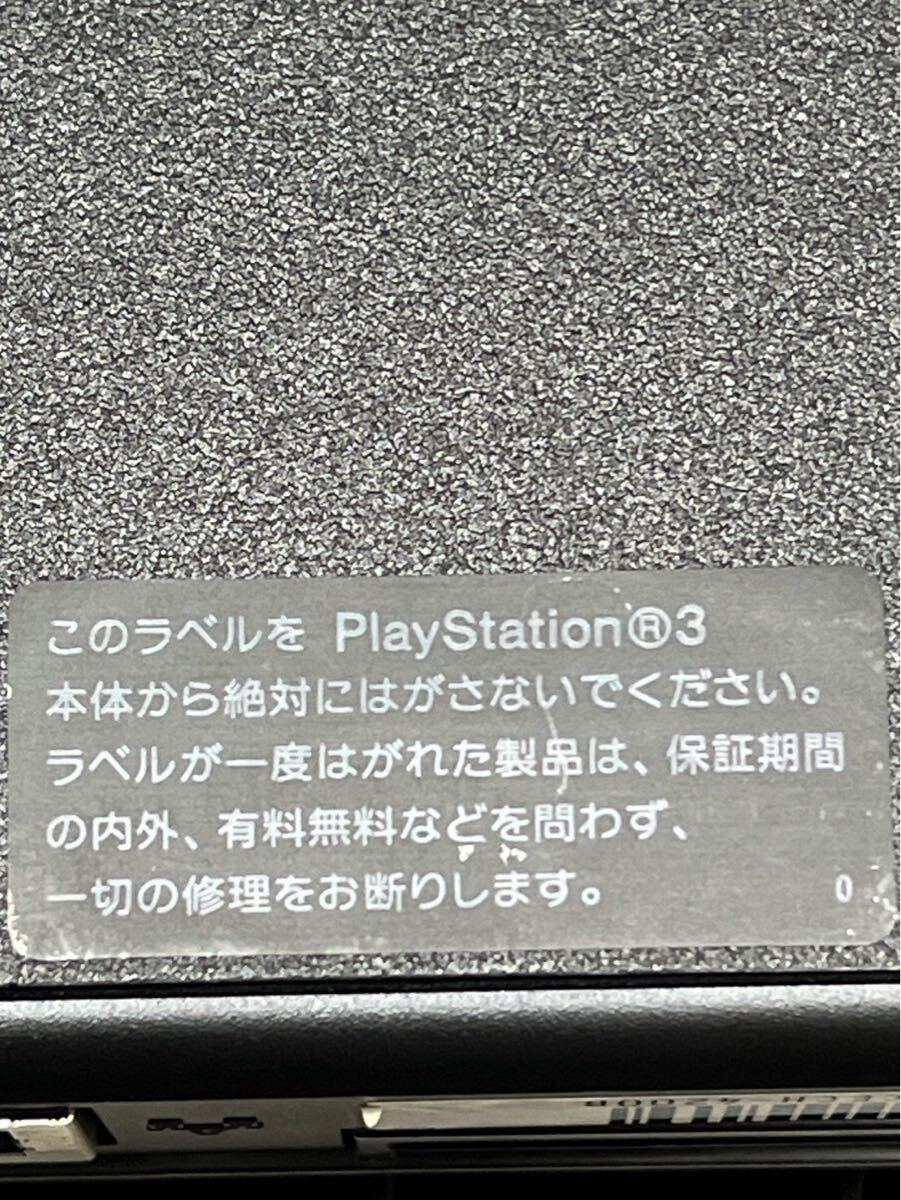 このラベルを PlayStation®3
本体から絶対にはがさないでください。
ラベルが一度はがれた製品は、保証期間
の内外、有料無料などを問わず、
一切の修理をお断りします。 0
4200B